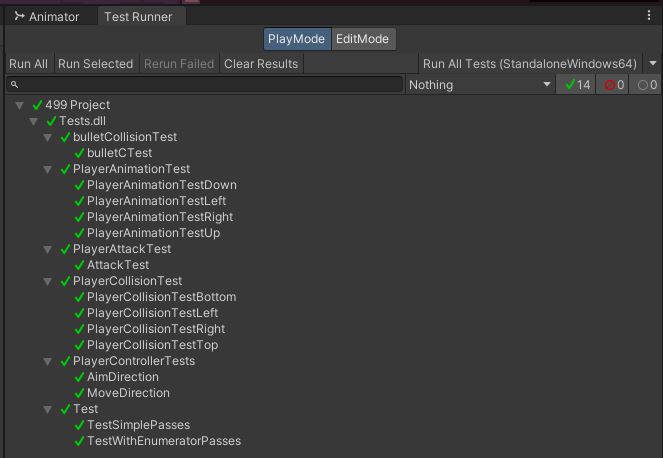 Animator Test Runner
PlayMode EditMode
Run All Run Selected Rerun Failed Clear Results Run All Tests (StandaloneWindows64)
Nothing 14 0 0
499 Project
Tests.dll
bulletCollisionTest
bulletCTest
PlayerAnimationTest
PlayerAnimationTestDown
PlayerAnimationTestLeft
PlayerAnimationTestRight
PlayerAnimationTestUp
PlayerAttackTest
AttackTest
PlayerCollisionTest
PlayerCollisionTestBottom
PlayerCollisionTestLeft
PlayerCollisionTestRight
PlayerCollisionTestTop
PlayerControllerTests
AimDirection
MoveDirection
Test
TestSimplePasses
TestWithEnumeratorPasses